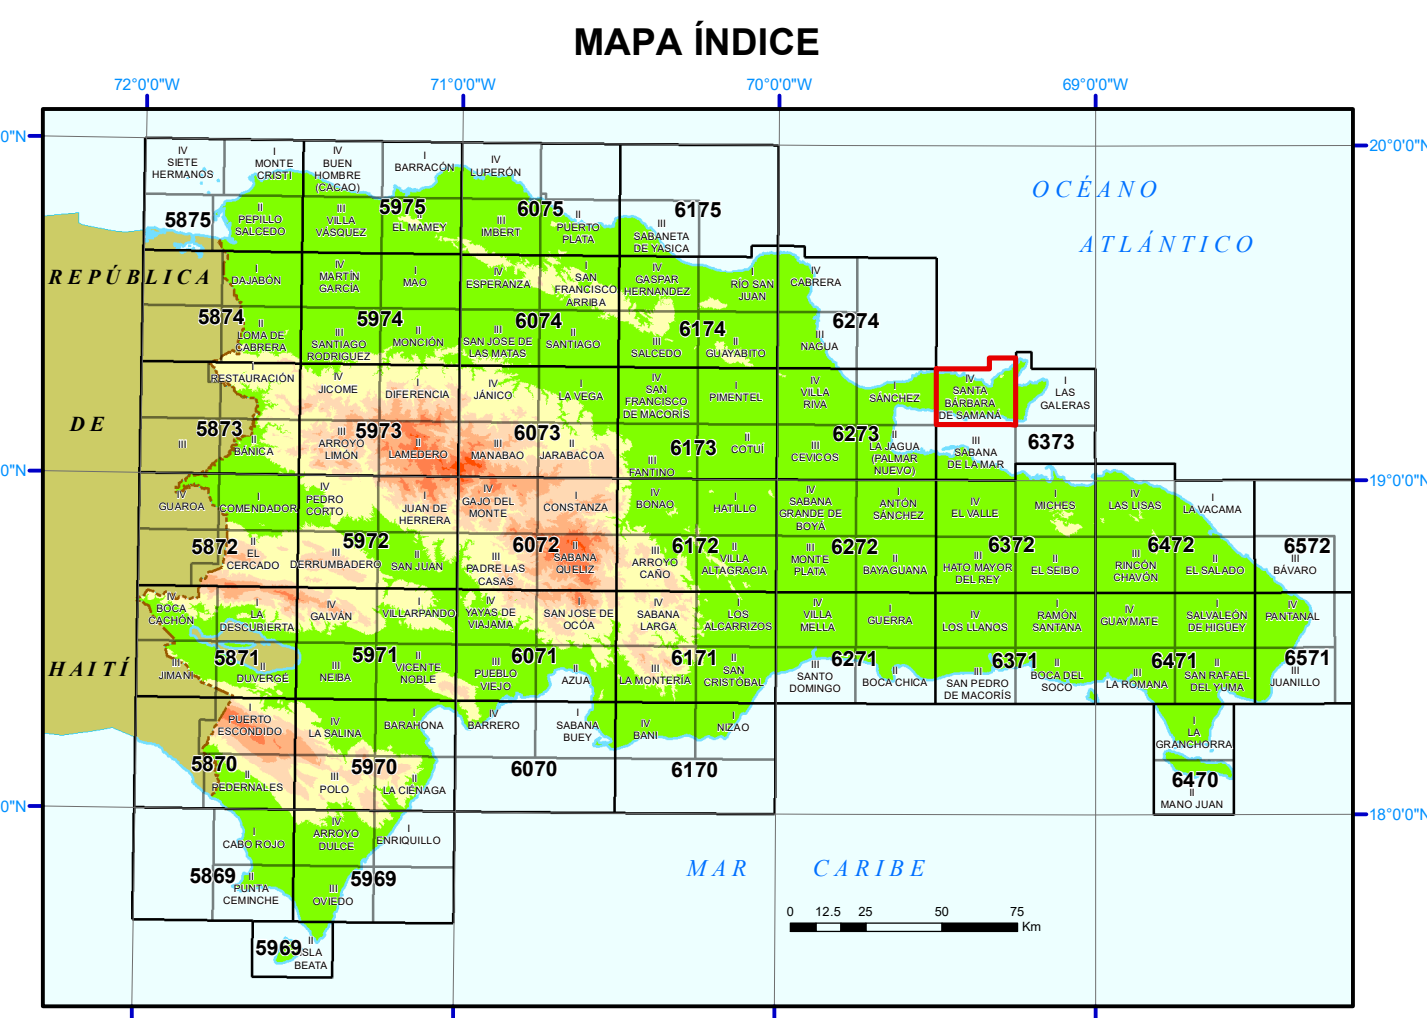 MAPA ÍNDICE
72°0'0"W
71°0'0"W
70°0'0"W
69°0'0"W
0"N
20°0'0"N
OCÉANO
ATLÁNTICO
IV
SIETE
HERMANOS
I
MONTE
CRISTI
IV
BUEN
HOMBRE
(CACAO)
I
BARRACÓN
IV
LUPERÓN
5875
II
PEPILLO
SALCEDO
III
VILLA
VÁSQUEZ
5975
II
EL MAMEY
III
IMBERT
6075
II
PUERTO
PLATA
III
SABANETA
DE YASICA
6175
REPÚBLICA
I
DAJABÓN
IV
MARTÍN
GARCÍA
I
MAO
IV
ESPERANZA
I
SAN
FRANCISCO
ARRIBA
IV
GASPAR
HERNANDEZ
I
RÍO SAN
JUAN
IV
CABRERA
5874
II
LOMA DE
CABRERA
III
SANTIAGO
RODRIGUEZ
5974
II
MONCIÓN
III
SAN JOSE DE
LAS MATAS
6074
II
SANTIAGO
III
SALCEDO
6174
II
GUAYABITO
III
NAGUA
6274
I
RESTAURACIÓN
IV
JICOME
I
DIFERENCIA
IV
JÁNICO
I
LA VEGA
IV
SAN
FRANCISCO
DE MACORÍS
I
PIMENTEL
IV
VILLA
RIVA
I
SÁNCHEZ
IV
SANTA
BÁRBARA
DE SAMANÁ
I
LAS
GALERAS
DE
III
5873
II
BÁNICA
III
ARROYO
LIMÓN
5973
II
LAMEDERO
III
MANABAO
6073
II
JARABACOA
III
FANTINO
6173
II
COTUÍ
III
CEVICOS
6273
II
LA JAGUA
(PALMAR
NUEVO)
III
SABANA
DE LA MAR
6373
0"N
19°0'0"N
IV
GUAROA
I
COMENDADOR
IV
PEDRO
CORTO
I
JUAN DE
HERRERA
IV
GAJO DEL
MONTE
I
CONSTANZA
IV
BONAO
I
HATILLO
IV
SABANA
GRANDE DE
BOYÁ
I
ANTÓN
SÁNCHEZ
IV
EL VALLE
I
MICHES
IV
LAS LISAS
I
LA VACAMA
5872
II
EL
CERCADO
III
DERRUMBADERO
5972
II
SAN JUAN
III
PADRE LAS
CASAS
6072
II
SABANA
QUELIZ
III
ARROYO
CAÑO
6172
II
VILLA
ALTAGRACIA
III
MONTE
PLATA
6272
II
BAYAGUANA
III
HATO MAYOR
DEL REY
6372
II
EL SEIBO
III
RINCÓN
CHAVÓN
6472
II
EL SALADO
6572
III
BÁVARO
IV
BOCA
CACHÓN
I
LA
DESCUBIERTA
IV
GALVÁN
I
VILLARPANDO
IV
YAYAS DE
VIAJAMA
I
SAN JOSE DE
OCÓA
IV
SABANA
LARGA
I
LOS
ALCARRIZOS
IV
VILLA
MELLA
I
GUERRA
IV
LOS LLANOS
I
RAMÓN
SANTANA
IV
GUAYMATE
I
SALVALEÓN
DE HIGUEY
IV
PANTANAL
HAITÍ
III
JIMANI
5871
II
DUVERGÉ
III
NEIBA
5971
II
VICENTE
NOBLE
III
PUEBLO
VIEJO
6071
II
AZUA
III
LA MONTERÍA
6171
II
SAN
CRISTÓBAL
III
SANTO
DOMINGO
6271
II
BOCA CHICA
III
SAN PEDRO
DE MACORÍS
6371
II
BOCA DEL
SOCO
III
LA ROMANA
6471
II
SAN RAFAEL
DEL YUMA
6571
III
JUANILLO
I
PUERTO
ESCONDIDO
IV
LA SALINA
I
BARAHONA
IV
BARRERO
I
SABANA
BUEY
IV
BANI
I
NIZAO
I
LA
GRANCHORRA
5870
II
PEDERNALES
III
POLO
5970
II
LA CIÉNAGA
6070
6170
6470
II
MANO JUAN
0"N
18°0'0"N
I
CABO ROJO
IV
ARROYO
DULCE
I
ENRIQUILLO
5869
II
PUNTA
CEMINCHE
III
OVIEDO
5969
MAR CARIBE
0 12.5 25 50 75
Km
5969
II
ISLA
BEATA